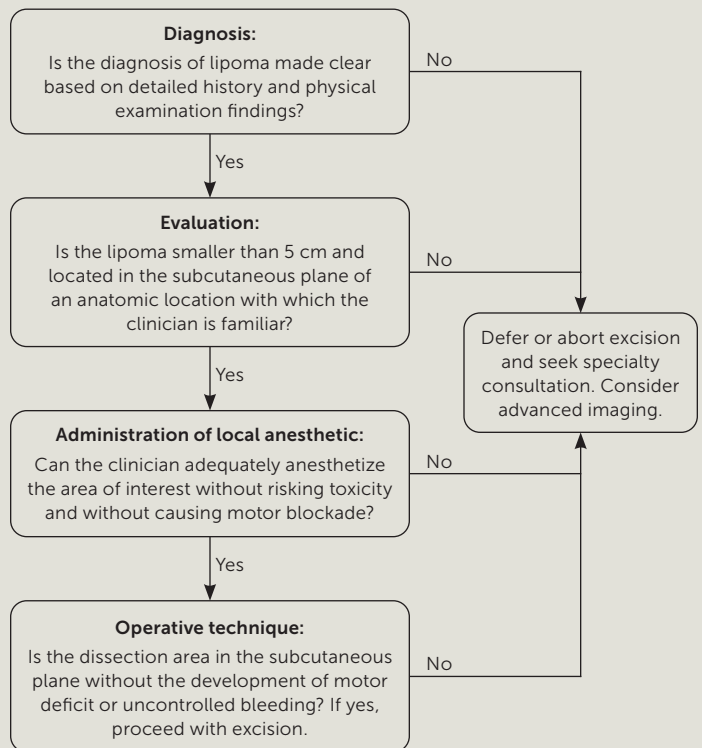 Diagnosis:
Is the diagnosis of lipoma made clear
based on detailed history and physical
examination findings?
No
Yes
Evaluation:
Is the lipoma smaller than 5 cm and
located in the subcutaneous plane of
an anatomic location with which the
clinician is familiar?
No
Yes
Defer or abort excision
and seek specialty
consultation. Consider
advanced imaging.
Administration of local anesthetic:
Can the clinician adequately anesthetize
the area of interest without risking toxicity
and without causing motor blockade?
No
Yes
Operative technique:
Is the dissection area in the subcutaneous
plane without the development of motor
deficit or uncontrolled bleeding? If yes,
proceed with excision.
No